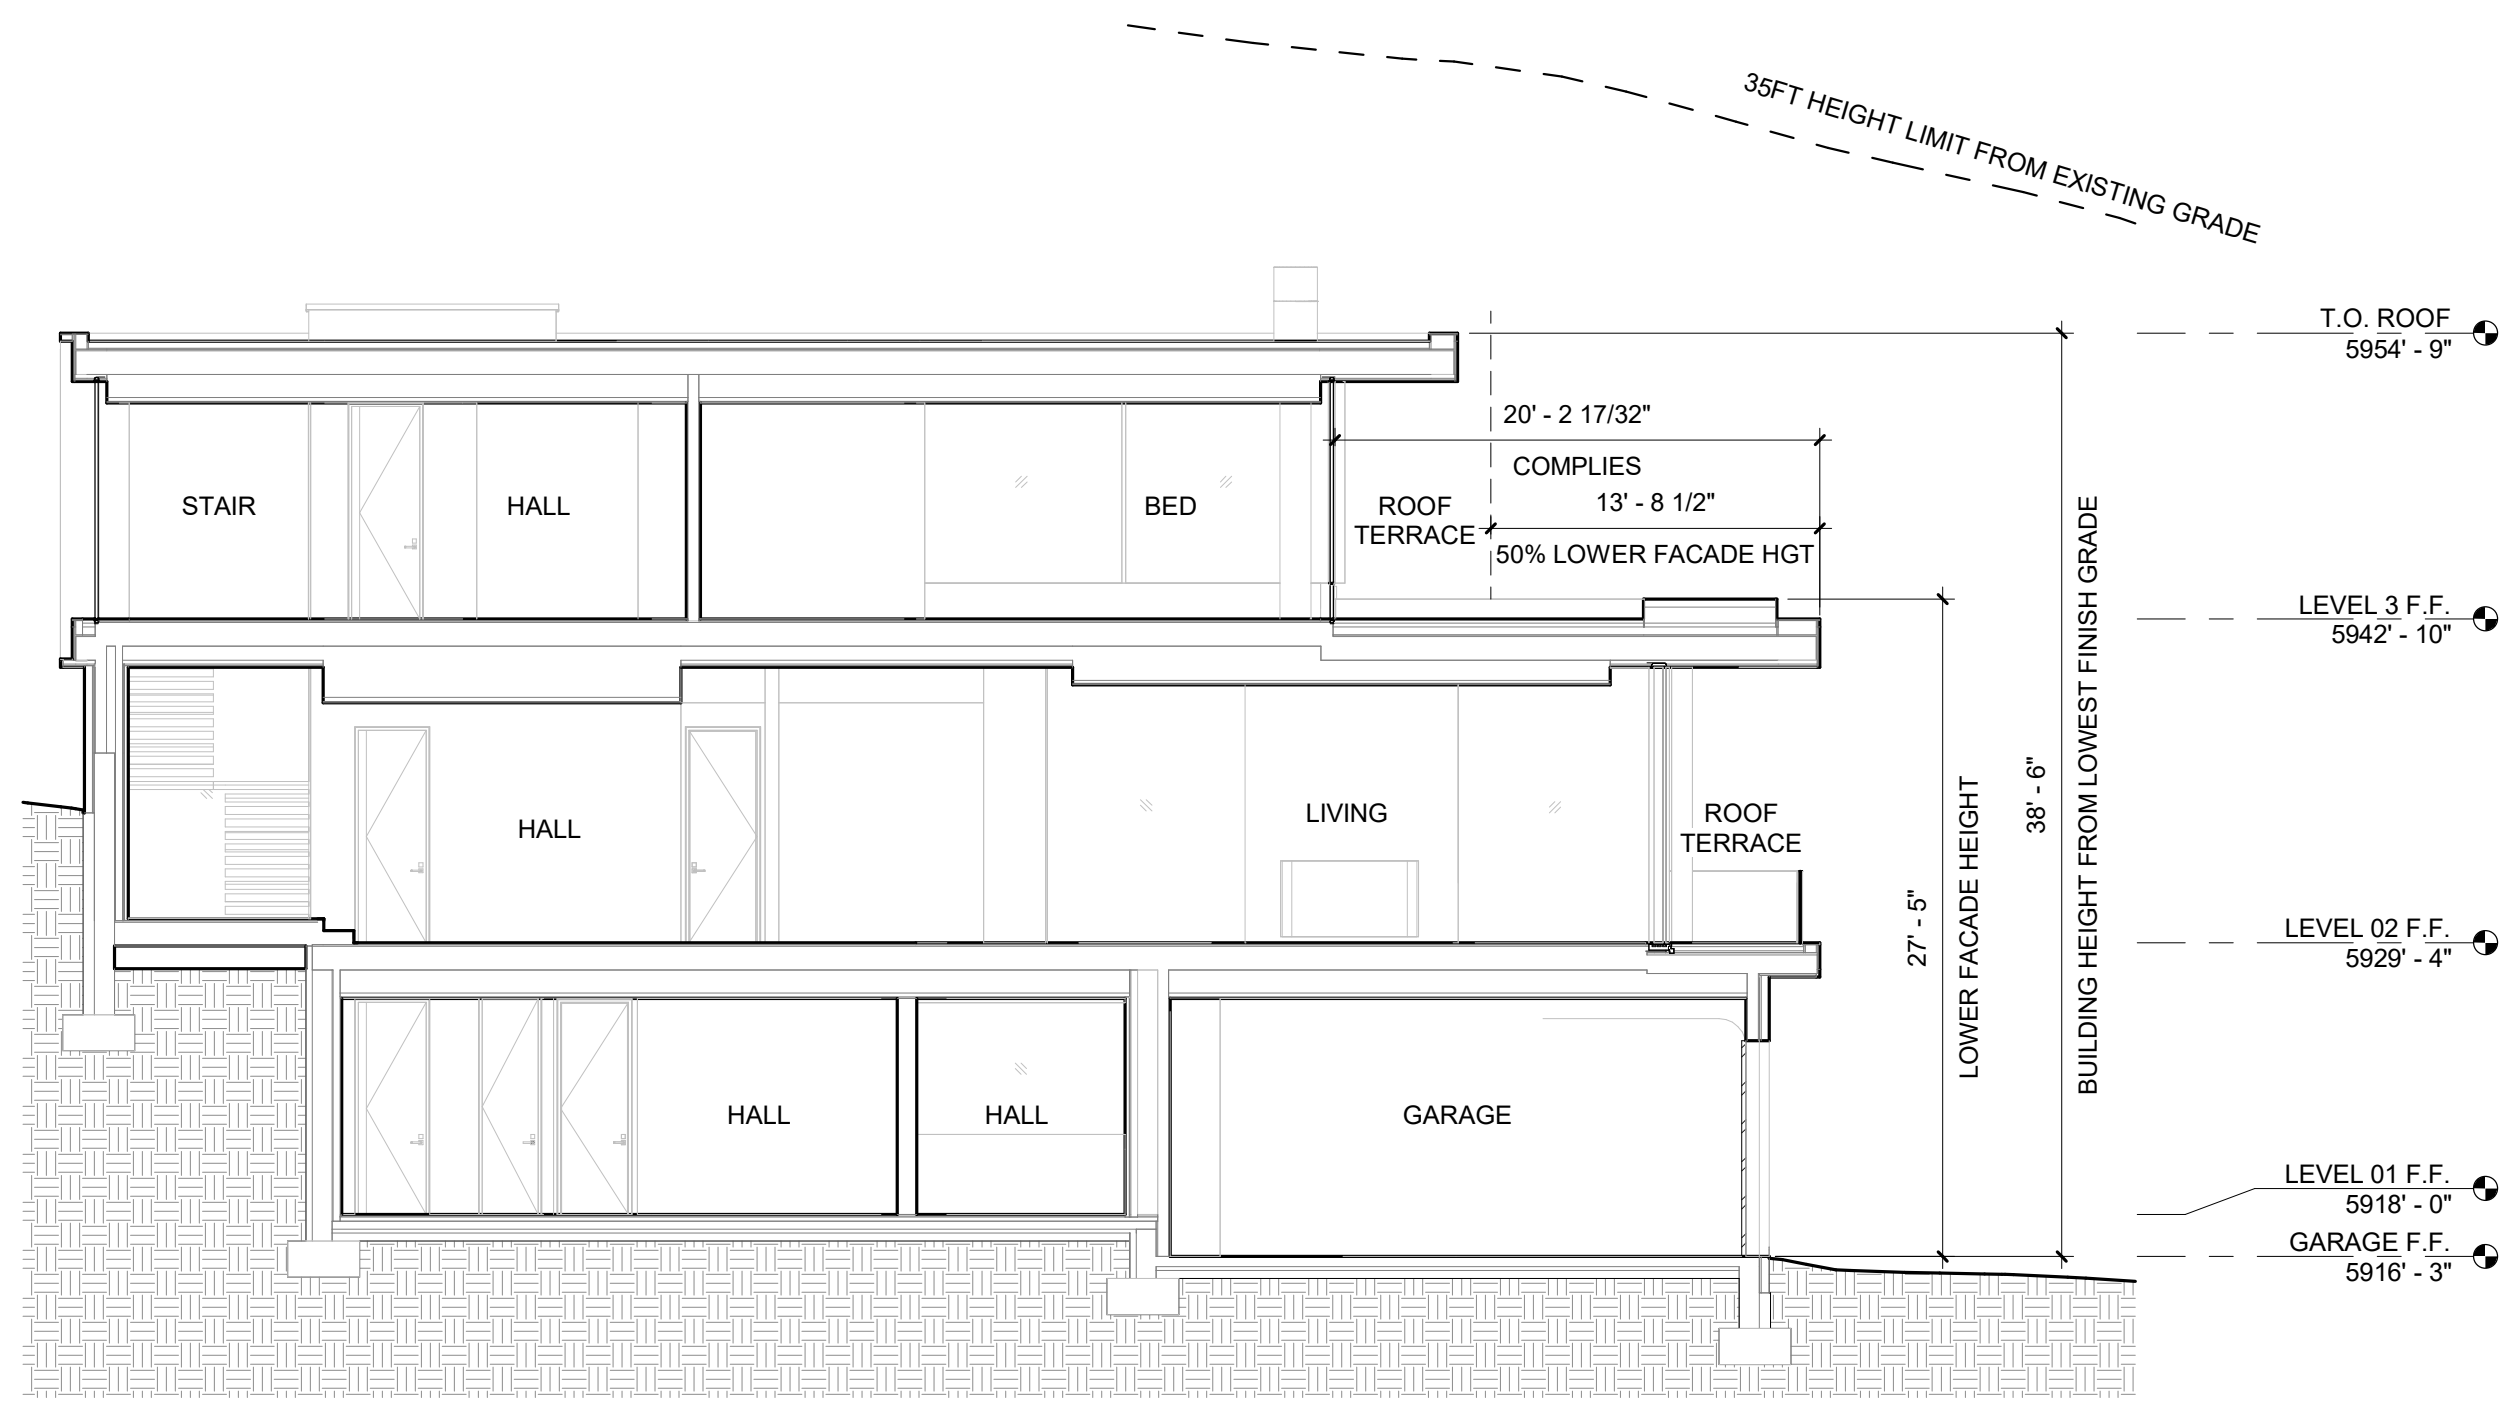 35FT HEIGHT LIMIT FROM EXISTING GRADE
T.O. ROOF
5954' - 9"
20' - 2 17/32"
COMPLIES
13' - 8 1/2"
50% LOWER FACADE HGT
STAIR
HALL
BED
ROOF
TERRACE
LEVEL 3 F.F.
5942' - 10"
HALL
LIVING
ROOF
TERRACE
27' - 5"
LOWER FACADE HEIGHT
38' - 6"
BUILDING HEIGHT FROM LOWEST FINISH GRADE
LEVEL 02 F.F.
5929' - 4"
HALL
HALL
GARAGE
LEVEL 01 F.F.
5918' - 0"
GARAGE F.F.
5916' - 3"